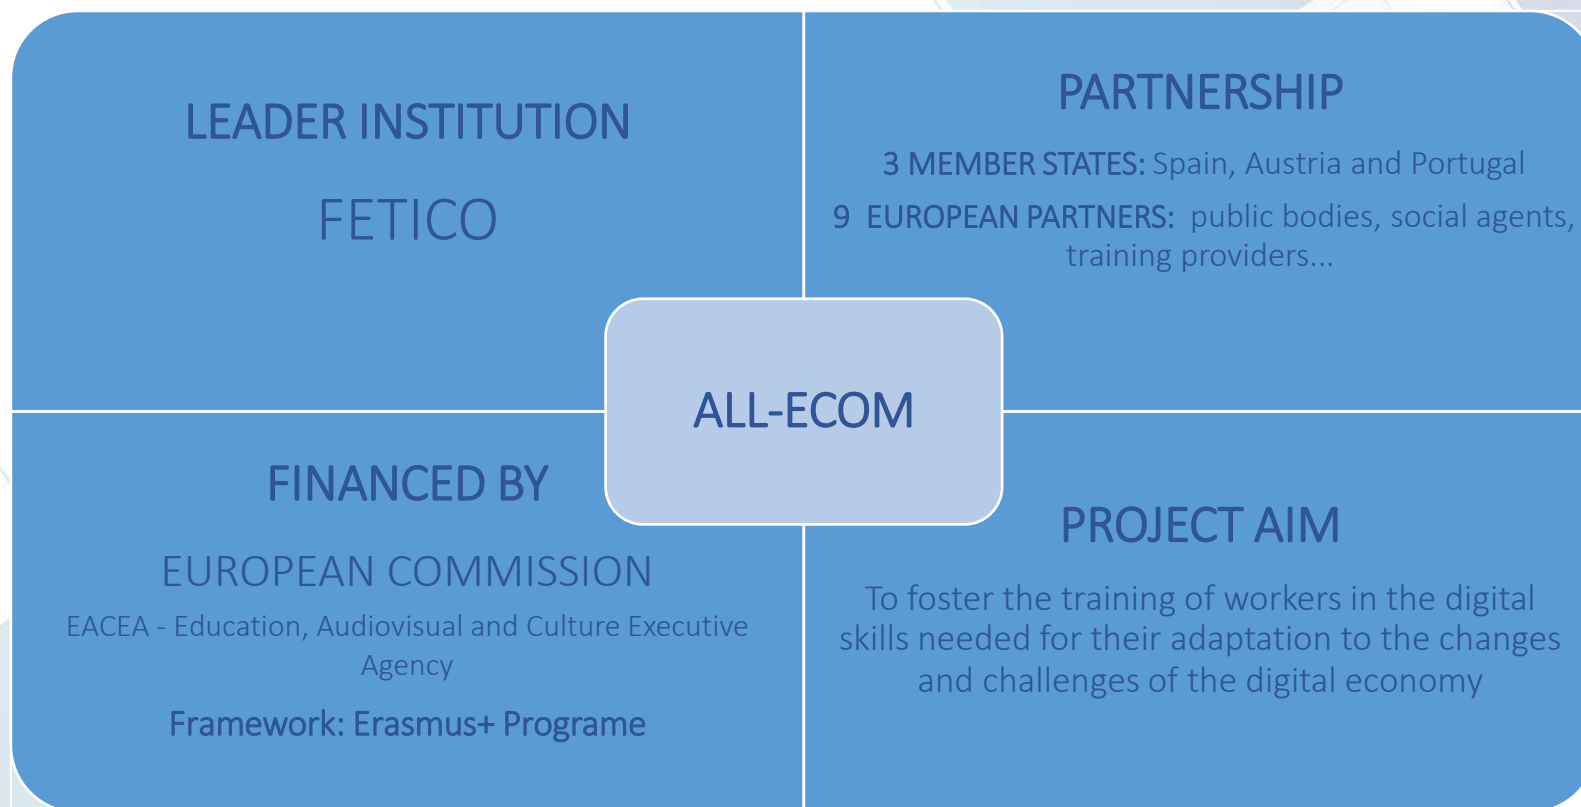 LEADER INSTITUTION
FETICO
PARTNERSHIP
3 MEMBER STATES: Spain, Austria and Portugal
9 EUROPEAN PARTNERS: public bodies, social agents,
training providers...
ALL-ECOM
FINANCED BY
EUROPEAN COMMISSION
EACEA - Education, Audiovisual and Culture Executive
Agency
Framework: Erasmus+ Programe
PROJECT AIM
To foster the training of workers in the digital
skills needed for their adaptation to the changes
and challenges of the digital economy